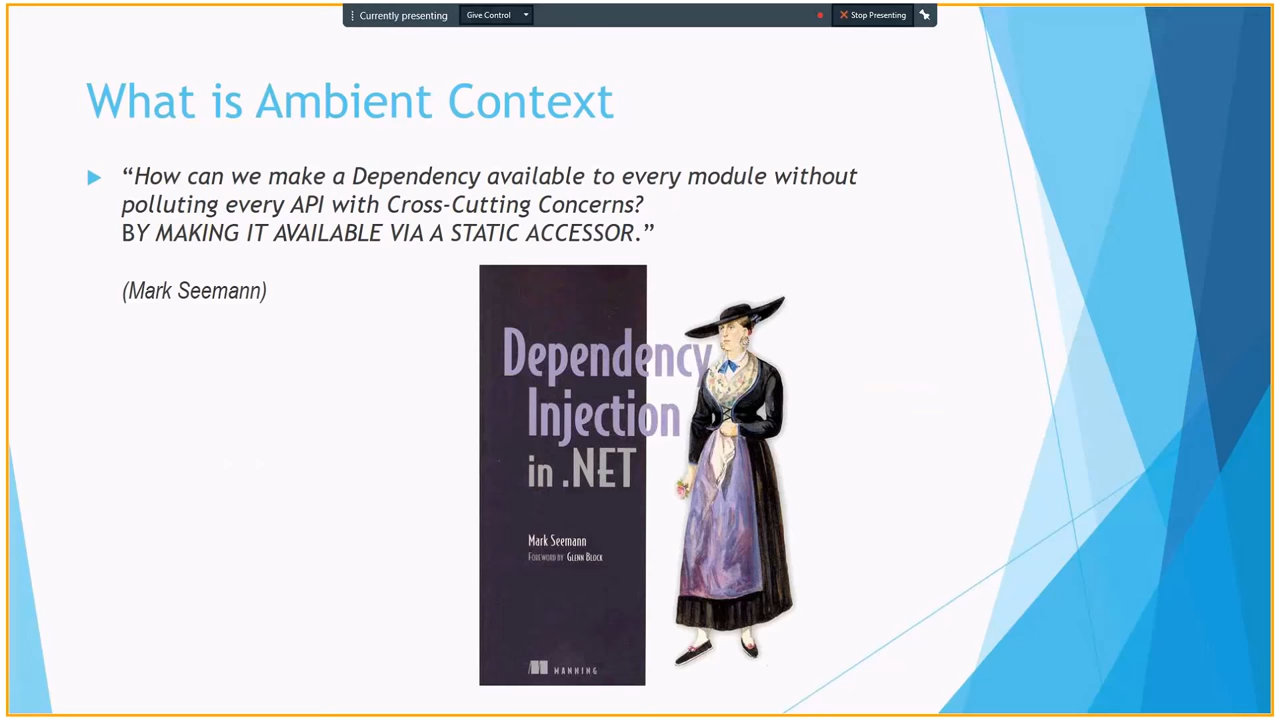 Currently presenting
Give Control
Stop Presenting
What is Ambient Context
“How can we make a Dependency available to every module without
polluting every API with Cross-Cutting Concerns?
BY MAKING IT AVAILABLE VIA A STATIC ACCESSOR.”
(Mark Seemann)
Dependency
Injection
in .NET
Mark Seemann
Foreword by Glenn Block
MANNING